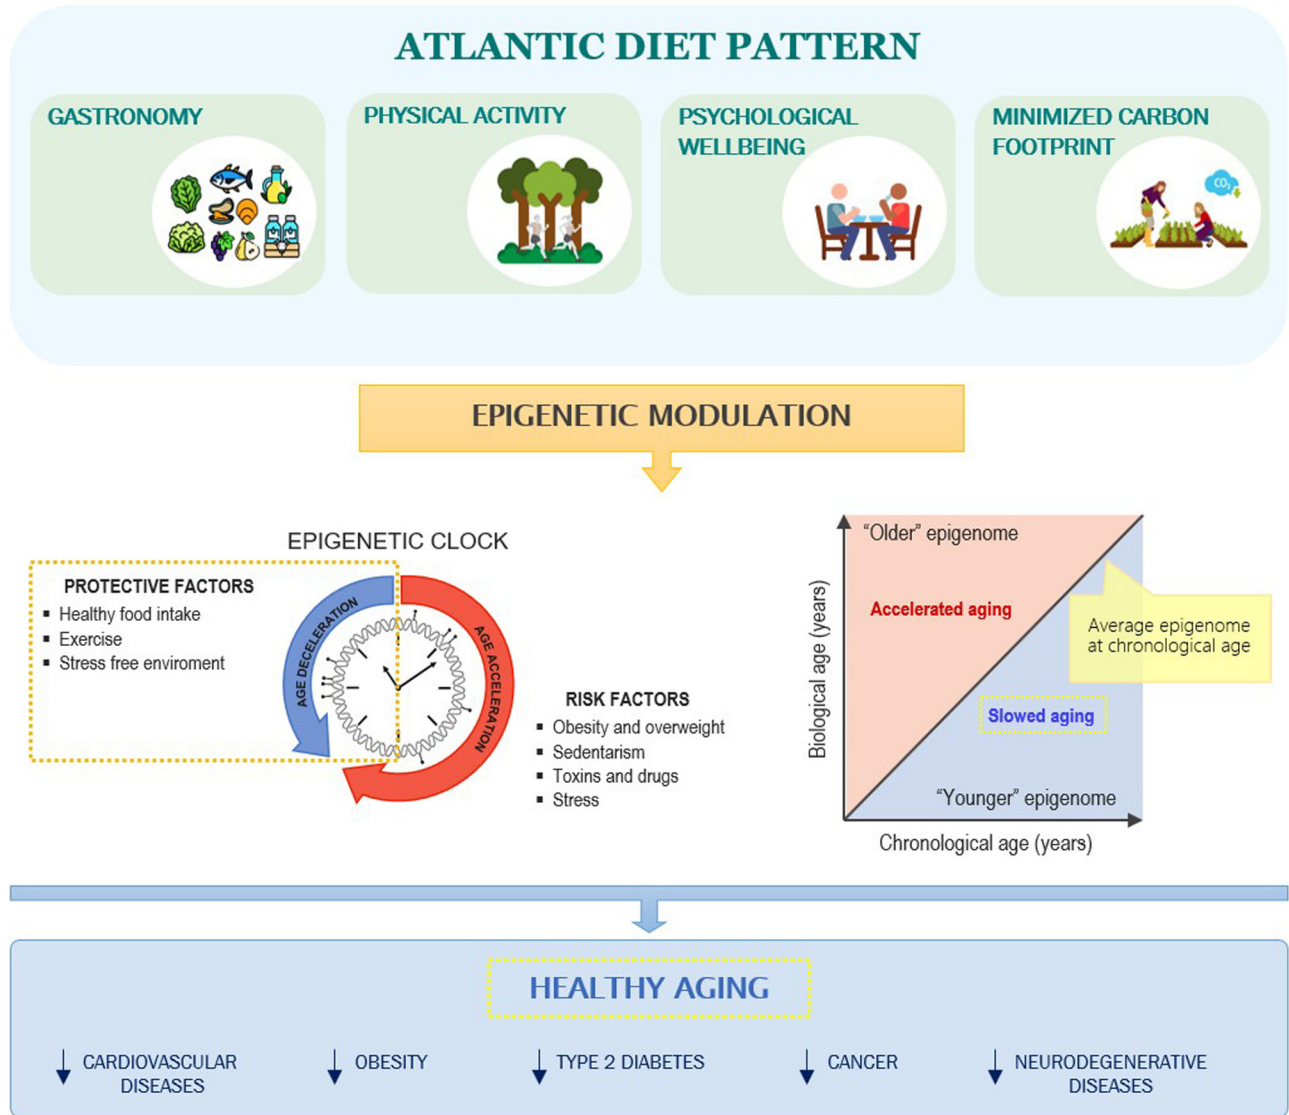 ATLANTIC DIET PATTERN
GASTRONOMY
PHYSICAL ACTIVITY
PSYCHOLOGICAL
WELLBEING
MINIMIZED CARBON
FOOTPRINT
CO₂
EPIGENETIC MODULATION
EPIGENETIC CLOCK
PROTECTIVE FACTORS
▪ Healthy food intake
▪ Exercise
▪ Stress free enviroment
AGE DECELERATION
AGE ACCELERATION
RISK FACTORS
▪ Obesity and overweight
▪ Sedentarism
▪ Toxins and drugs
▪ Stress
Biological age (years)
“Older” epigenome
Accelerated aging
Average epigenome
at chronological age
Slowed aging
“Younger” epigenome
Chronological age (years)
HEALTHY AGING
↓ CARDIOVASCULAR
DISEASES
↓ OBESITY
↓ TYPE 2 DIABETES
↓ CANCER
↓ NEURODEGENERATIVE
DISEASES